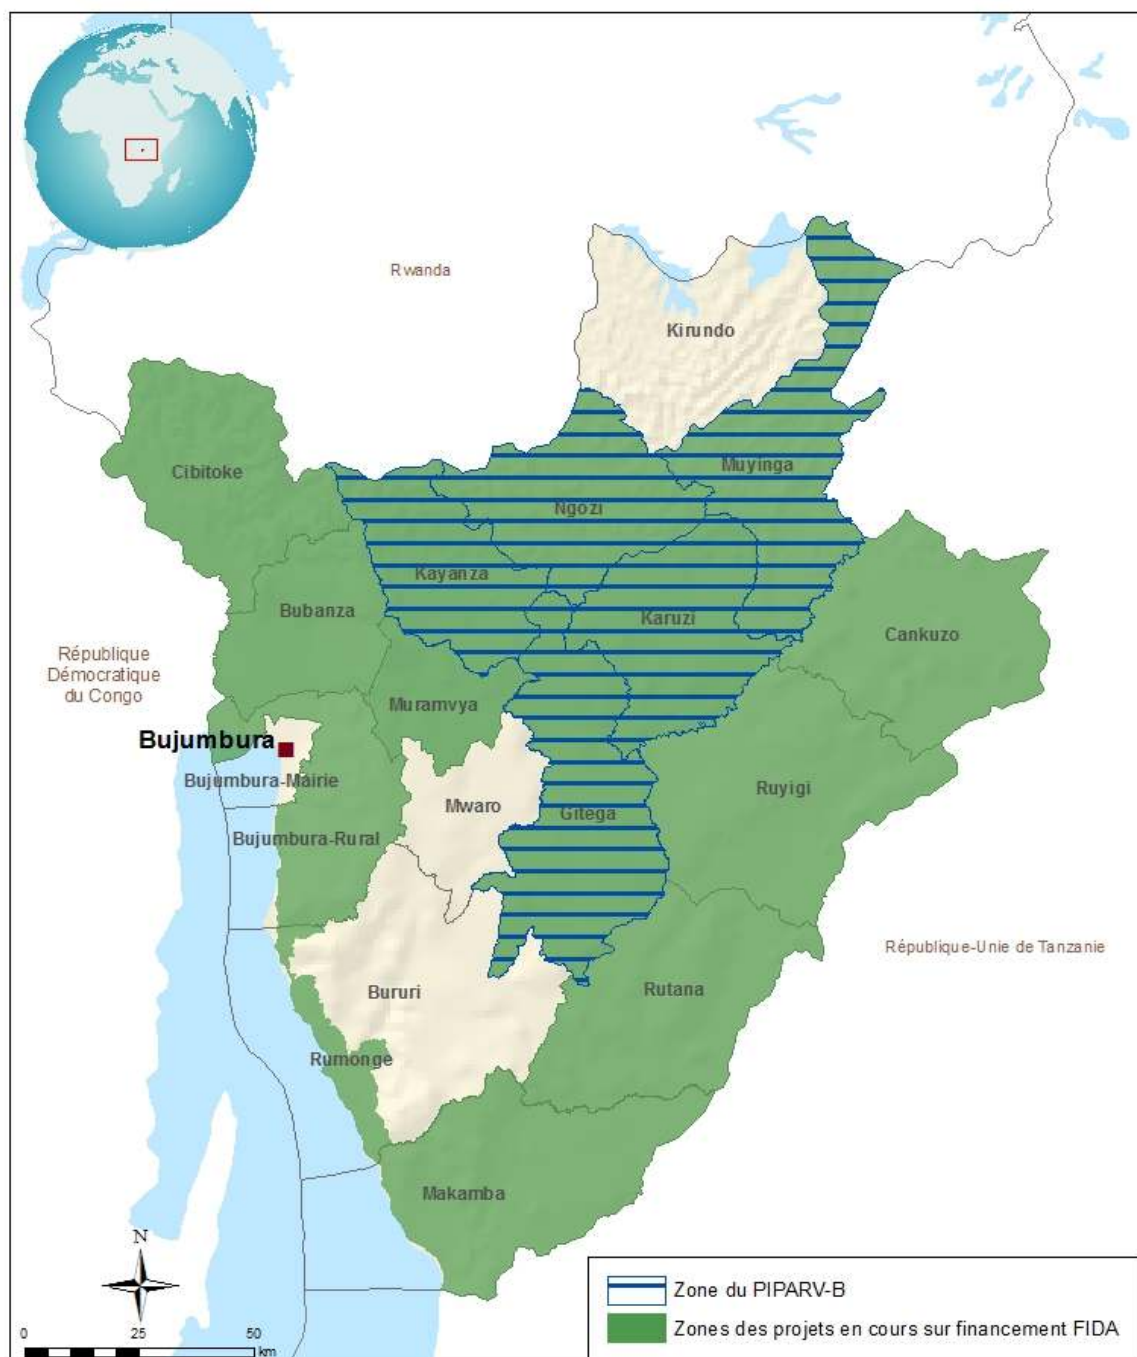 Rwanda
Kirundo
Cibitoke
Muyinga
Ngozi
Kayanza
Bubanza
Karuzi
Cankuzo
République
Démocratique
du Congo
Muramvya
Bujumbura
Bujumbura-Mairie
Ruyigi
Mwaro
Gitega
Bujumbura-Rural
République-Unie de Tanzanie
Bururi
Rutana
Rumonge
Makamba
N
0 25 50
km
Zone du PIPARV-B
Zones des projets en cours sur financement FIDA